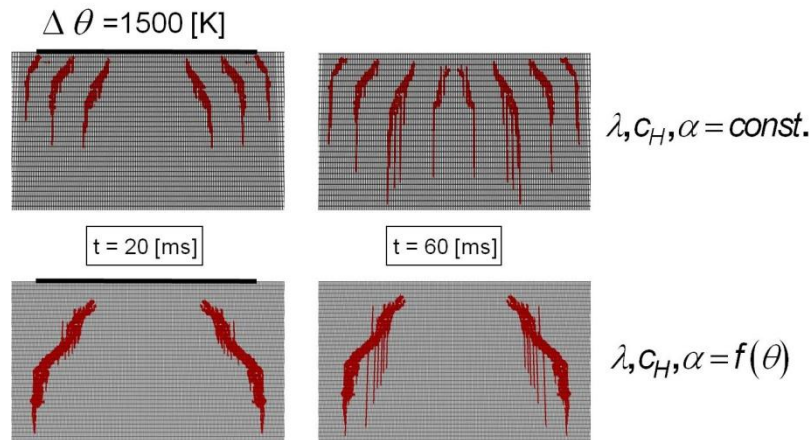 Δ θ =1500 [K]
λ,c_H,α = const.
t = 20 [ms]
t = 60 [ms]
λ,c_H,α = f(θ)